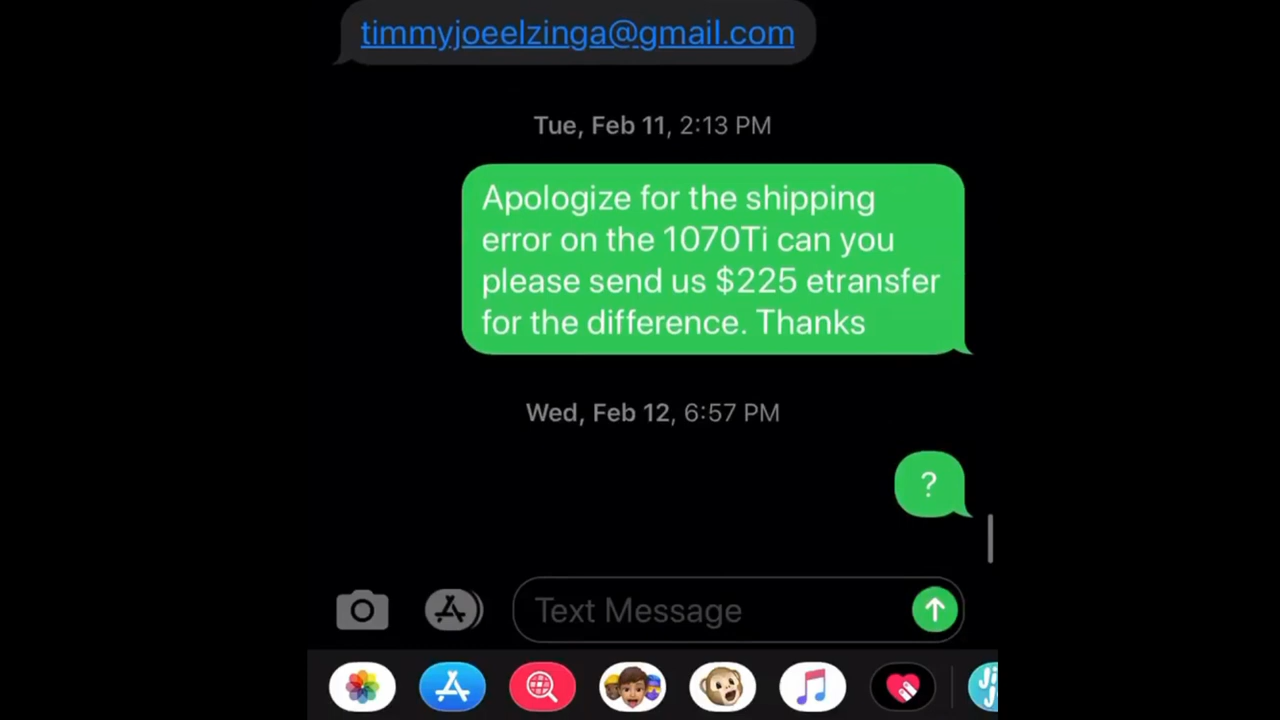 timmyjoeelzinga@gmail.com
Tue, Feb 11, 2:13 PM
Apologize for the shipping
error on the 1070Ti can you
please send us $225 etransfer
for the difference. Thanks
Wed, Feb 12, 6:57 PM
?
Text Message